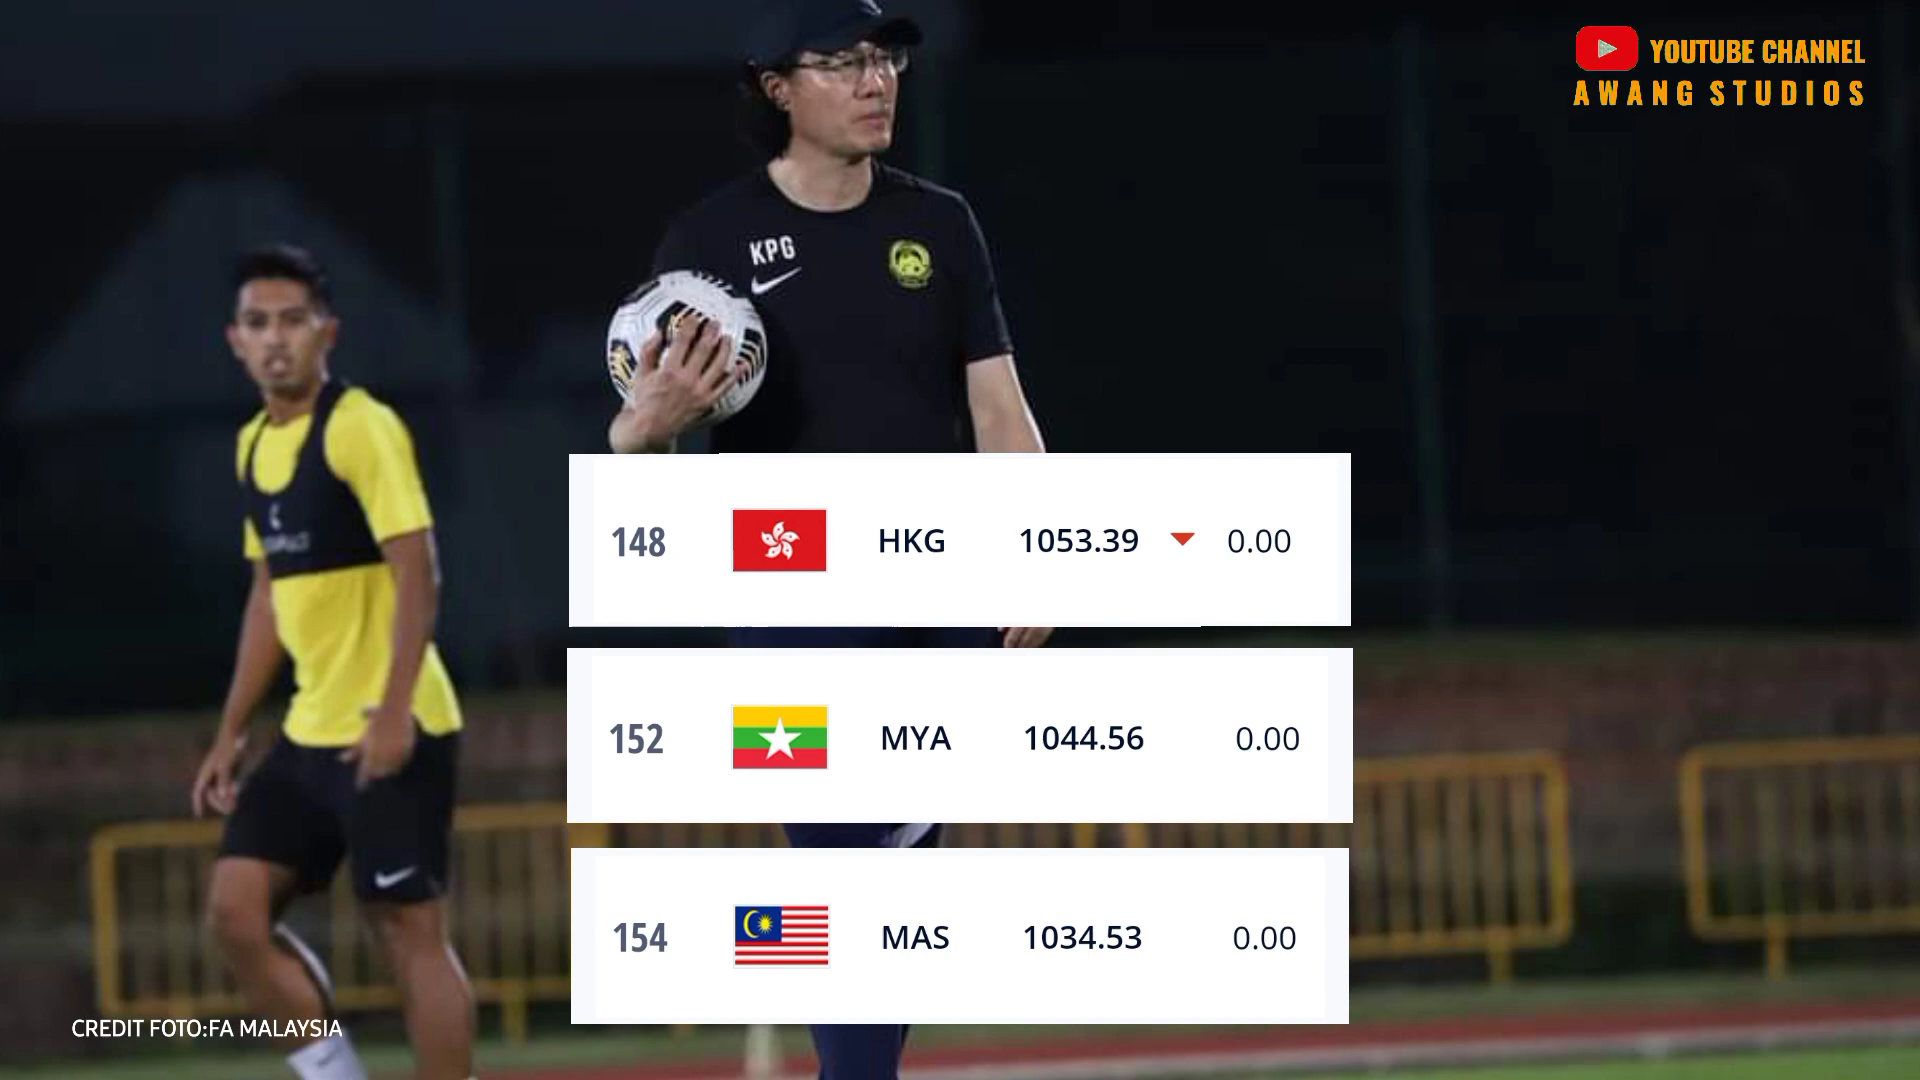 YOUTUBE CHANNEL
AWANG STUDIOS
KPG
148 HKG 1053.39 0.00
152 MYA 1044.56 0.00
154 MAS 1034.53 0.00
CREDIT FOTO:FA MALAYSIA